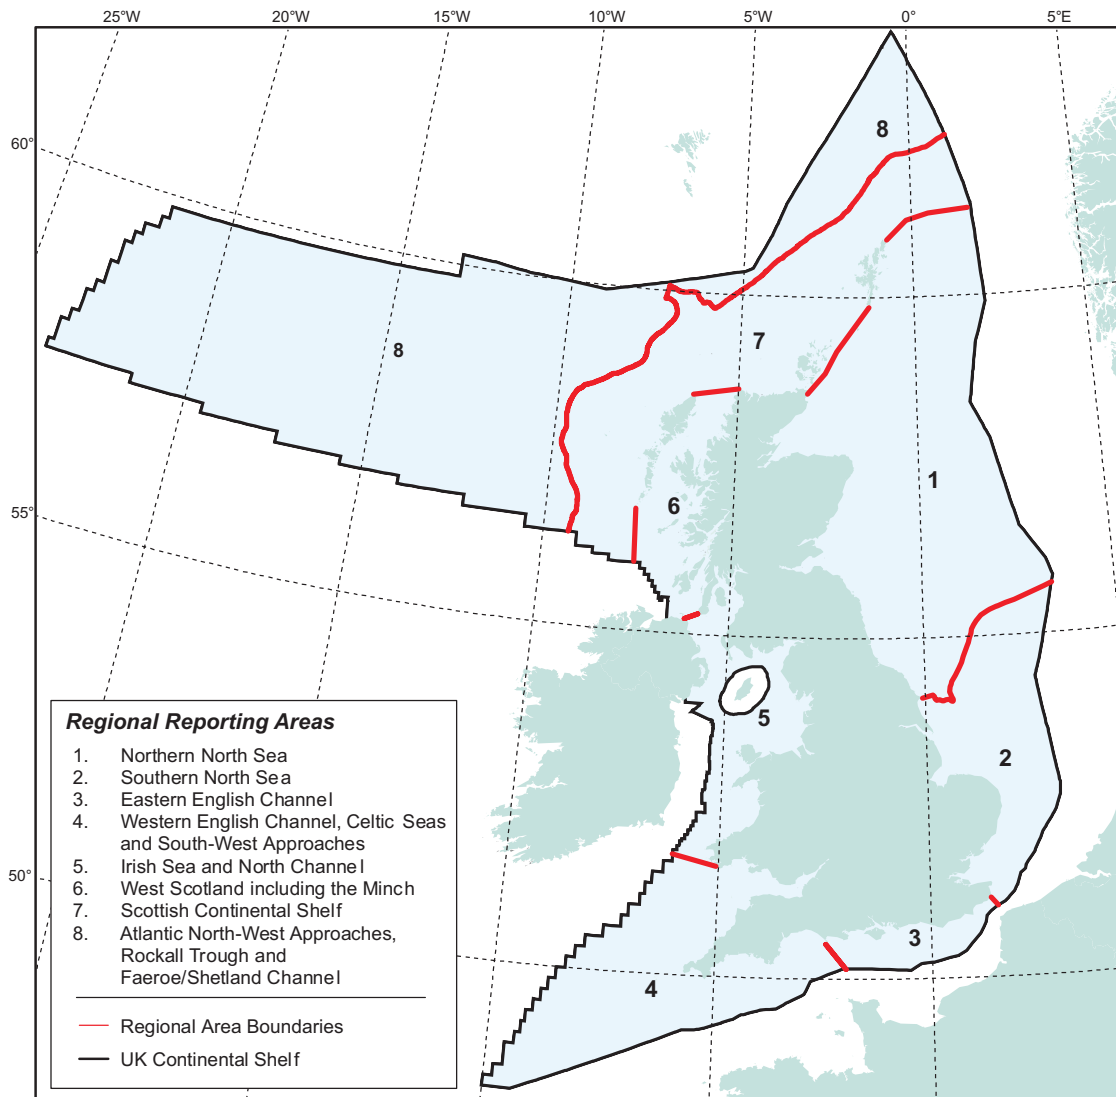 25°W 20°W 15°W 10°W 5°W 0° 5°E
60°
8
7
8
55°
1
6
5
2
50°
3
4
Regional Reporting Areas
1. Northern North Sea
2. Southern North Sea
3. Eastern English Channel
4. Western English Channel, Celtic Seas
and South-West Approaches
5. Irish Sea and North Channel
6. West Scotland including the Minch
7. Scottish Continental Shelf
8. Atlantic North-West Approaches,
Rockall Trough and
Faeroe/Shetland Channel
Regional Area Boundaries
UK Continental Shelf